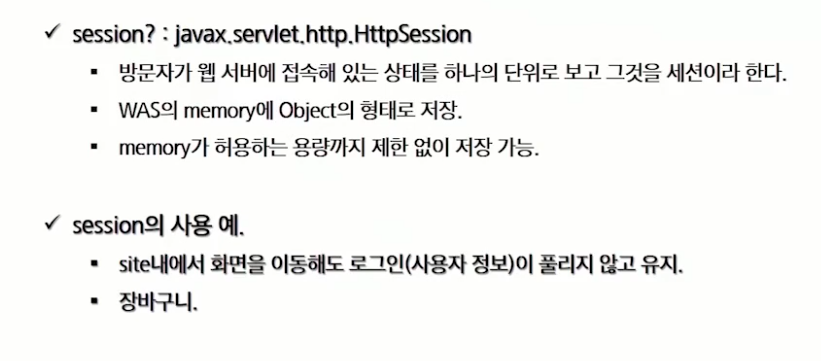 ✓ session? : javax.servlet.http.HttpSession
▪ 방문자가 웹 서버에 접속해 있는 상태를 하나의 단위로 보고 그것을 세션이라 한다.
▪ WAS의 memory에 Object의 형태로 저장.
▪ memory가 허용하는 용량까지 제한 없이 저장 가능.
✓ session의 사용 예.
▪ site내에서 화면을 이동해도 로그인(사용자 정보)이 풀리지 않고 유지.
▪ 장바구니.